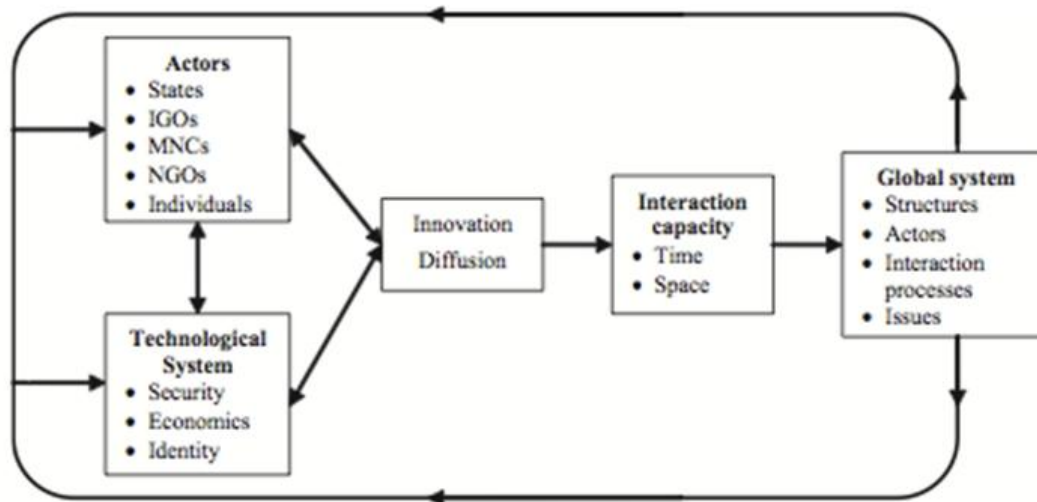 Actors
• States
• IGOs
• MNCs
• NGOs
• Individuals
Technological
System
• Security
• Economics
• Identity
Innovation
Diffusion
Interaction
capacity
• Time
• Space
Global system
• Structures
• Actors
• Interaction
processes
• Issues